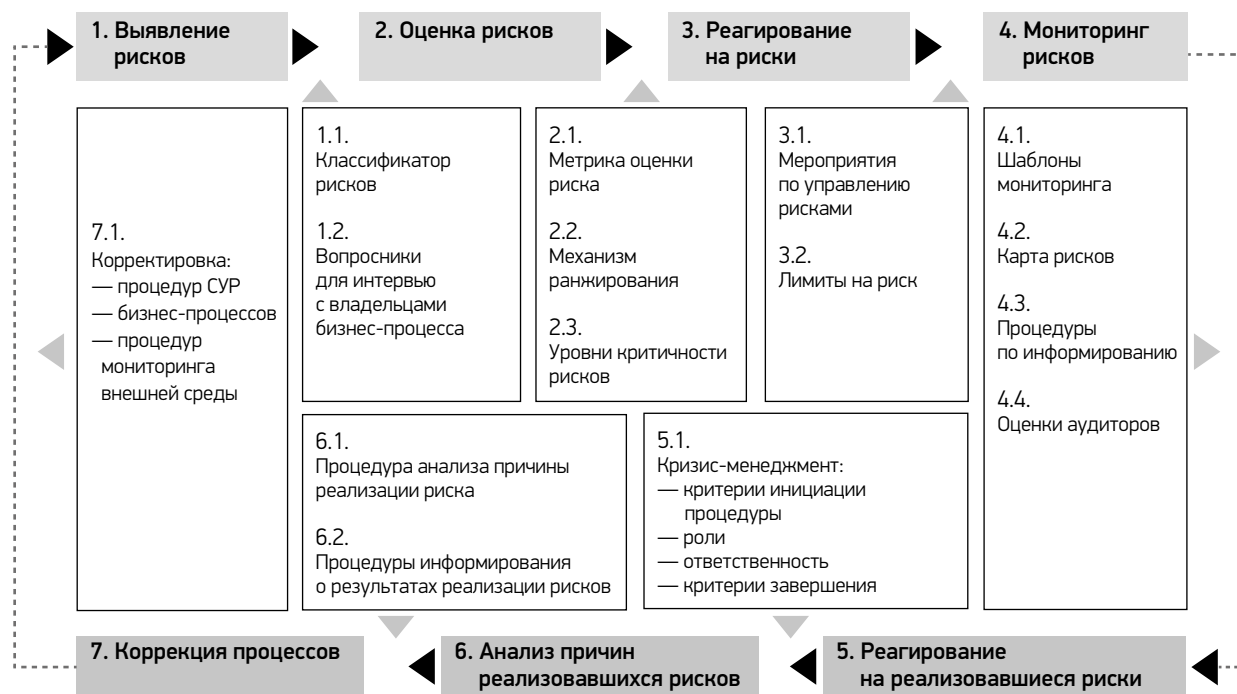 1. Выявление
рисков
2. Оценка рисков
3. Реагирование
на риски
4. Мониторинг
рисков
7.1.
Корректировка:
— процедур СУР
— бизнес-процессов
— процедур
мониторинга
внешней среды
1.1.
Классификатор
рисков
1.2.
Вопросники
для интервью
с владельцами
бизнес-процесса
2.1.
Метрика оценки
риска
2.2.
Механизм
ранжирования
2.3.
Уровни критичности
рисков
3.1.
Мероприятия
по управлению
рисками
3.2.
Лимиты на риск
4.1.
Шаблоны
мониторинга
4.2.
Карта рисков
4.3.
Процедуры
по информированию
4.4.
Оценки аудиторов
6.1.
Процедура анализа причины
реализации риска
6.2.
Процедуры информирования
о результатах реализации рисков
5.1.
Кризис-менеджмент:
— критерии инициации
процедуры
— роли
— ответственность
— критерии завершения
7. Коррекция процессов
6. Анализ причин
реализовавшихся рисков
5. Реагирование
на реализовавшиеся риски